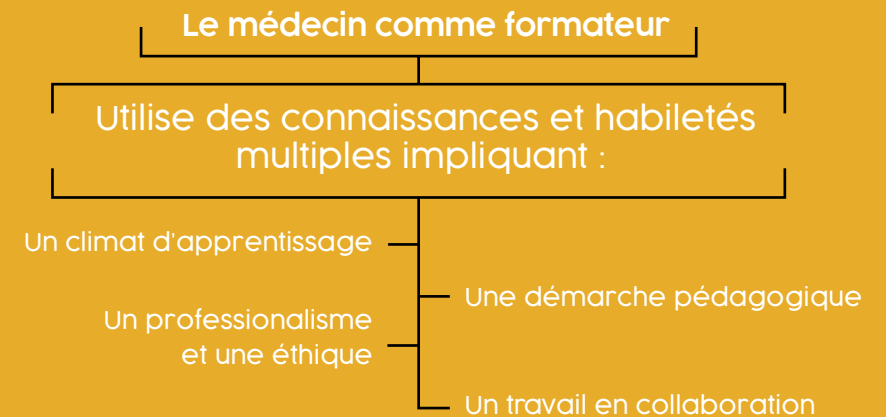 Le médecin comme formateur
Utilise des connaissances et habiletés
multiples impliquant :
Un climat d'apprentissage
Une démarche pédagogique
Un professionalisme
et une éthique
Un travail en collaboration